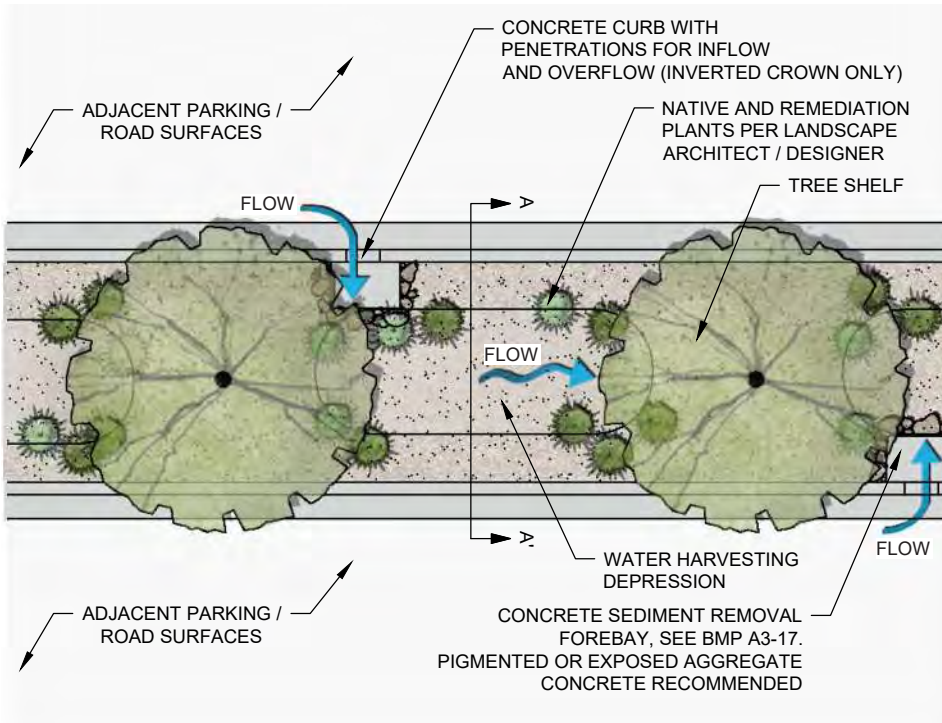 CONCRETE CURB WITH
PENETRATIONS FOR INFLOW
AND OVERFLOW (INVERTED CROWN ONLY)
ADJACENT PARKING /
ROAD SURFACES
NATIVE AND REMEDIATION
PLANTS PER LANDSCAPE
ARCHITECT / DESIGNER
TREE SHELF
FLOW
A
FLOW
A'
FLOW
WATER HARVESTING
DEPRESSION
ADJACENT PARKING /
ROAD SURFACES
CONCRETE SEDIMENT REMOVAL
FOREBAY, SEE BMP A3-17.
PIGMENTED OR EXPOSED AGGREGATE
CONCRETE RECOMMENDED